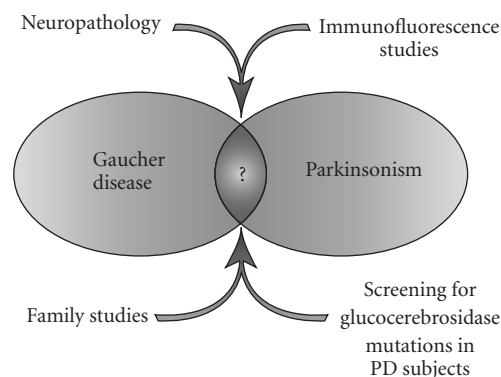 Neuropathology
Immunofluorescence
studies
Gaucher
disease
?
Parkinsonism
Family studies
Screening for
glucocerebrosidase
mutations in
PD subjects